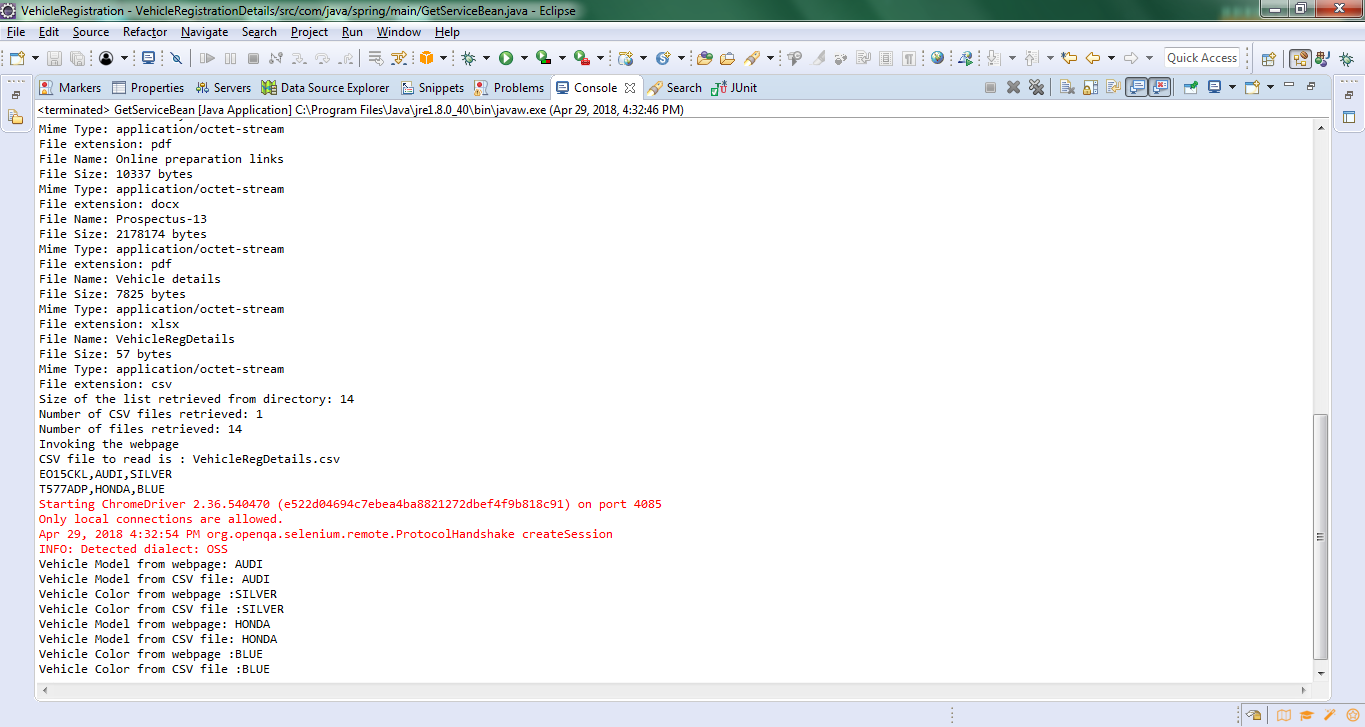 VehicleRegistration - VehicleRegistrationDetails/src/com/java/spring/main/GetServiceBean.java - Eclipse
File Edit Source Refactor Navigate Search Project Run Window Help
Quick Access
Markers Properties Servers Data Source Explorer Snippets Problems Console Search JUnit
<terminated> GetServiceBean [Java Application] C:\Program Files\Java\jre1.8.0_40\bin\javaw.exe (Apr 29, 2018, 4:32:46 PM)
Mime Type: application/octet-stream
File extension: pdf
File Name: Online preparation links
File Size: 10337 bytes
Mime Type: application/octet-stream
File extension: docx
File Name: Prospectus-13
File Size: 2178174 bytes
Mime Type: application/octet-stream
File extension: pdf
File Name: Vehicle details
File Size: 7825 bytes
Mime Type: application/octet-stream
File extension: xlsx
File Name: VehicleRegDetails
File Size: 57 bytes
Mime Type: application/octet-stream
File extension: csv
Size of the list retrieved from directory: 14
Number of CSV files retrieved: 1
Number of files retrieved: 14
Invoking the webpage
CSV file to read is : VehicleRegDetails.csv
EO15CKL,AUDI,SILVER
T577ADP,HONDA,BLUE
Starting ChromeDriver 2.36.540470 (e522d04694c7ebea4ba8821272dbef4f9b818c91) on port 4085
Only local connections are allowed.
Apr 29, 2018 4:32:54 PM org.openqa.selenium.remote.ProtocolHandshake createSession
INFO: Detected dialect: OSS
Vehicle Model from webpage: AUDI
Vehicle Model from CSV file: AUDI
Vehicle Color from webpage :SILVER
Vehicle Color from CSV file :SILVER
Vehicle Model from webpage: HONDA
Vehicle Model from CSV file: HONDA
Vehicle Color from webpage :BLUE
Vehicle Color from CSV file :BLUE